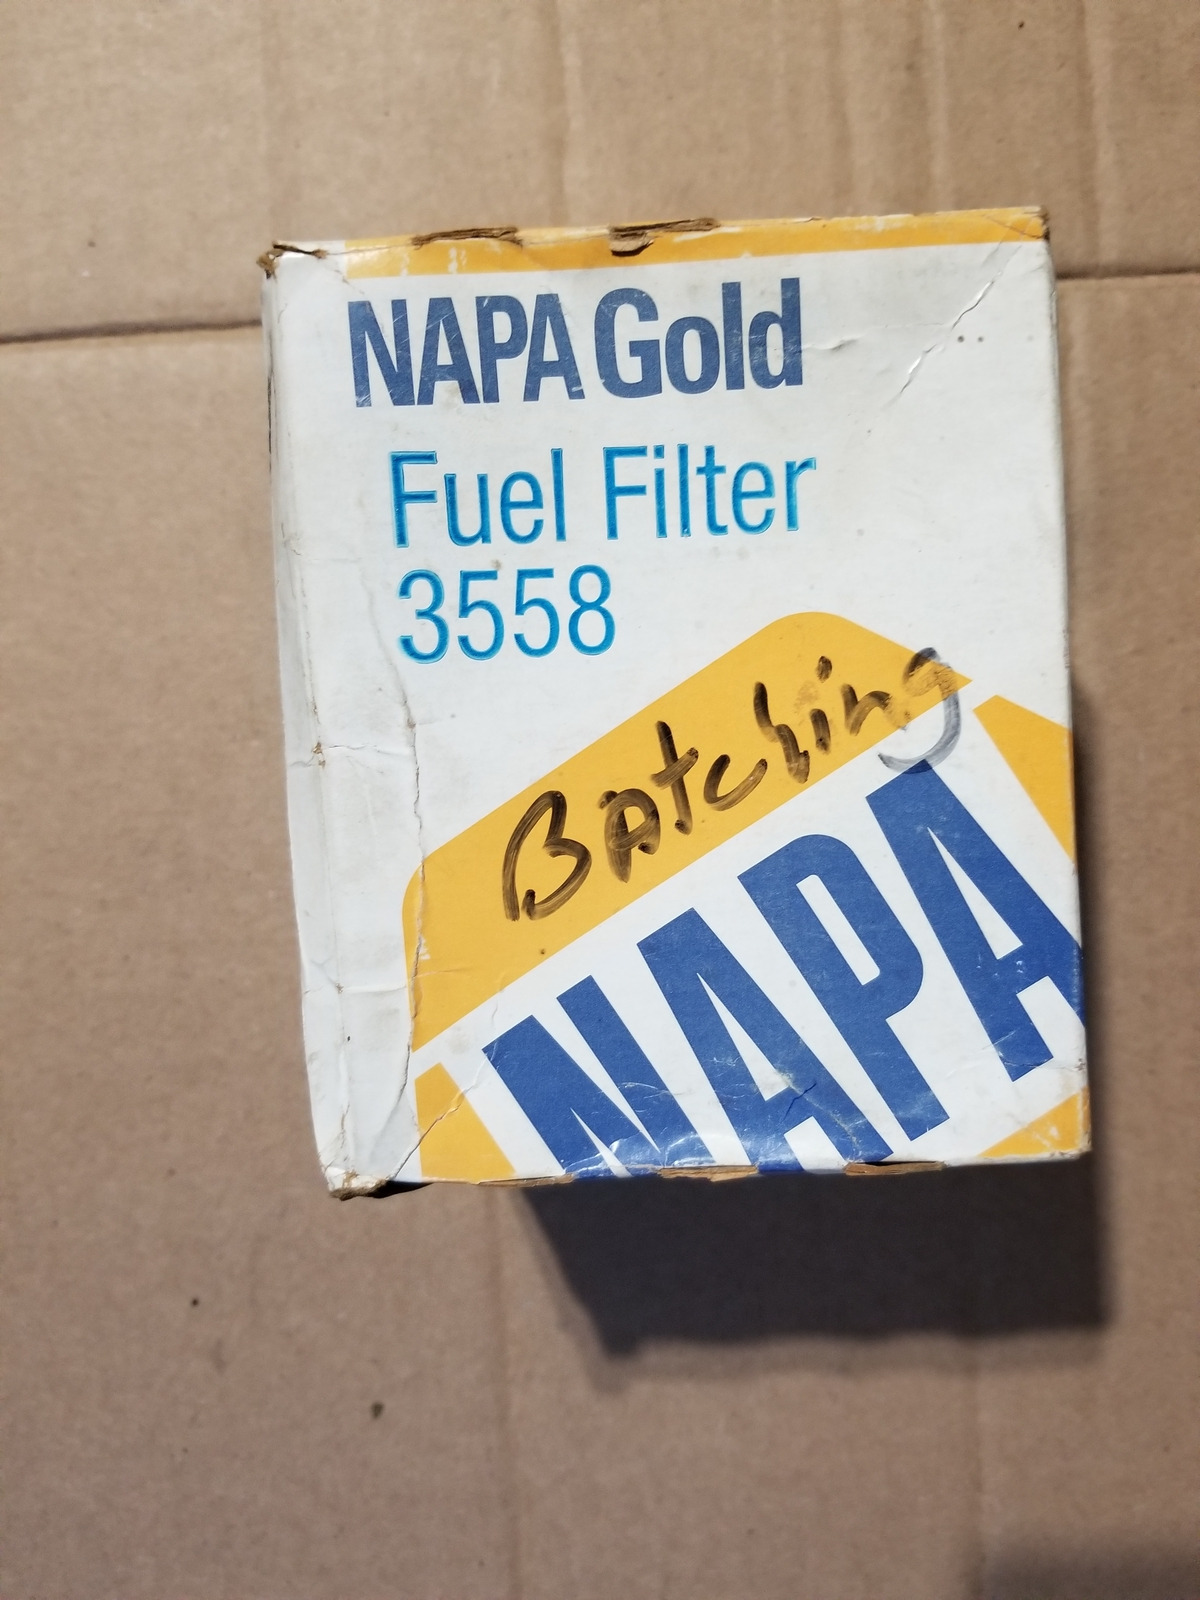 NAPA Gold
Fuel Filter
3558
BAtching
NAPA